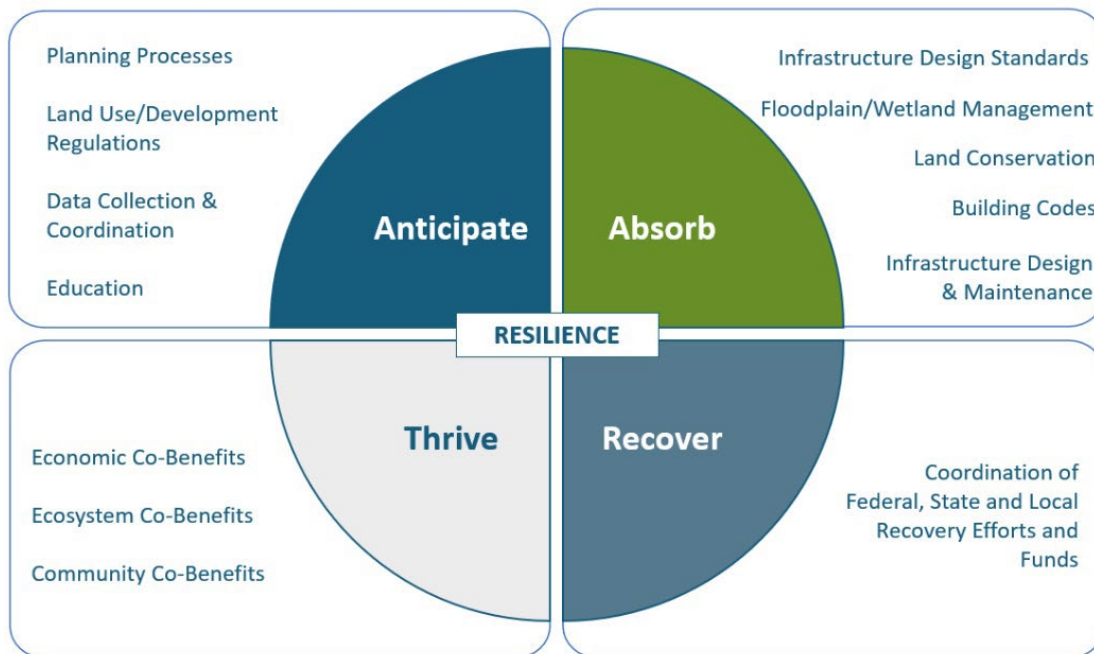 Planning Processes
Land Use/Development
Regulations
Data Collection &
Coordination
Education
Anticipate
Infrastructure Design Standards
Floodplain/Wetland Management
Land Conservation
Building Codes
Infrastructure Design
& Maintenance
Absorb
RESILIENCE
Economic Co-Benefits
Ecosystem Co-Benefits
Community Co-Benefits
Thrive
Recover
Coordination of
Federal, State and Local
Recovery Efforts and
Funds